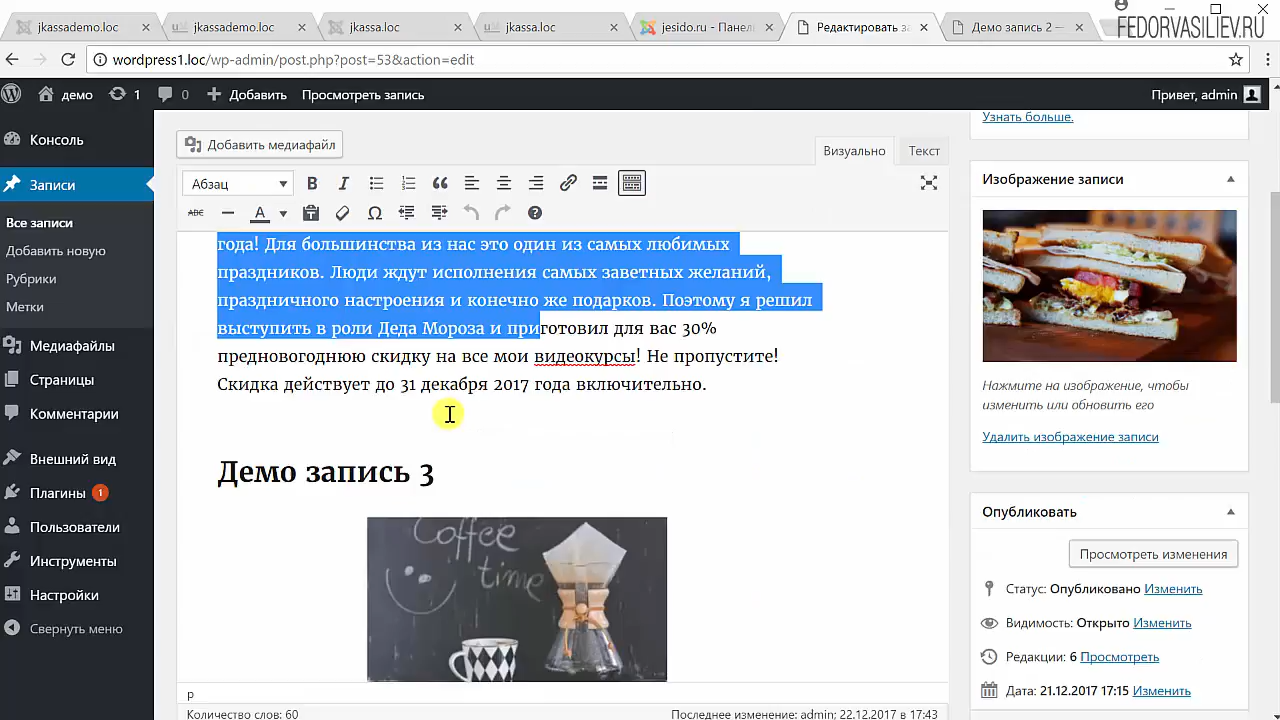 jkassademo.loc
jkassademo.loc
jkassa.loc
jkassa.loc
jesido.ru - Панел
Редактировать з
Демо запись 2 —
FEDORVASILIEV.RU
wordpress1.loc/wp-admin/post.php?post=53&action=edit
демо
1
0
Добавить
Просмотреть запись
Привет, admin
Консоль
Записи
Все записи
Добавить новую
Рубрики
Метки
Медиафайлы
Страницы
Комментарии
Внешний вид
Плагины 1
Пользователи
Инструменты
Настройки
Свернуть меню
Добавить медиафайл
Визуально
Текст
Абзац
года! Для большинства из нас это один из самых любимых
праздников. Люди ждут исполнения самых заветных желаний,
праздничного настроения и конечно же подарков. Поэтому я решил
выступить в роли Деда Мороза и приготовил для вас 30%
предновогоднюю скидку на все мои видеокурсы! Не пропустите!
Скидка действует до 31 декабря 2017 года включительно.
Демо запись 3
Coffee
time
p
Количество слов: 60
Последнее изменение: admin; 22.12.2017 в 17:43
Узнать больше.
Изображение записи
Нажмите на изображение, чтобы
изменить или обновить его
Удалить изображение записи
Опубликовать
Просмотреть изменения
Статус: Опубликовано Изменить
Видимость: Открыто Изменить
Редакции: 6 Просмотреть
Дата: 21.12.2017 17:15 Изменить